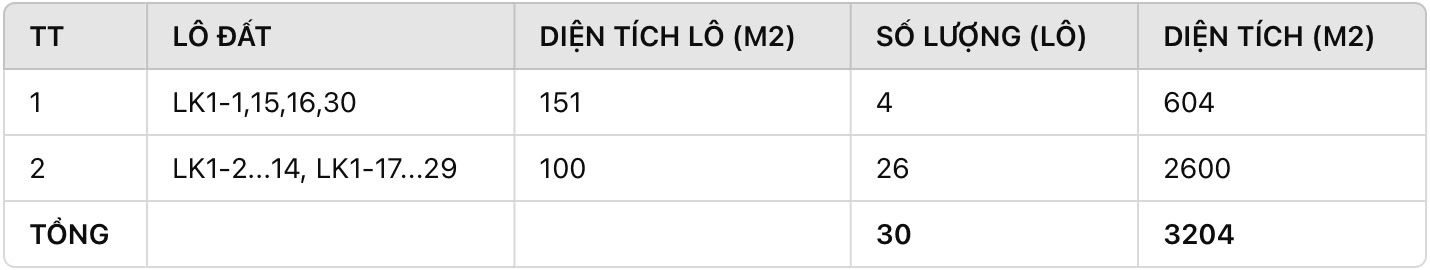 TT LÔ ĐẤT DIỆN TÍCH LÔ (M2) SỐ LƯỢNG (LÔ) DIỆN TÍCH (M2)
1 LK1-1,15,16,30 151 4 604
2 LK1-2...14, LK1-17...29 100 26 2600
TỔNG 30 3204